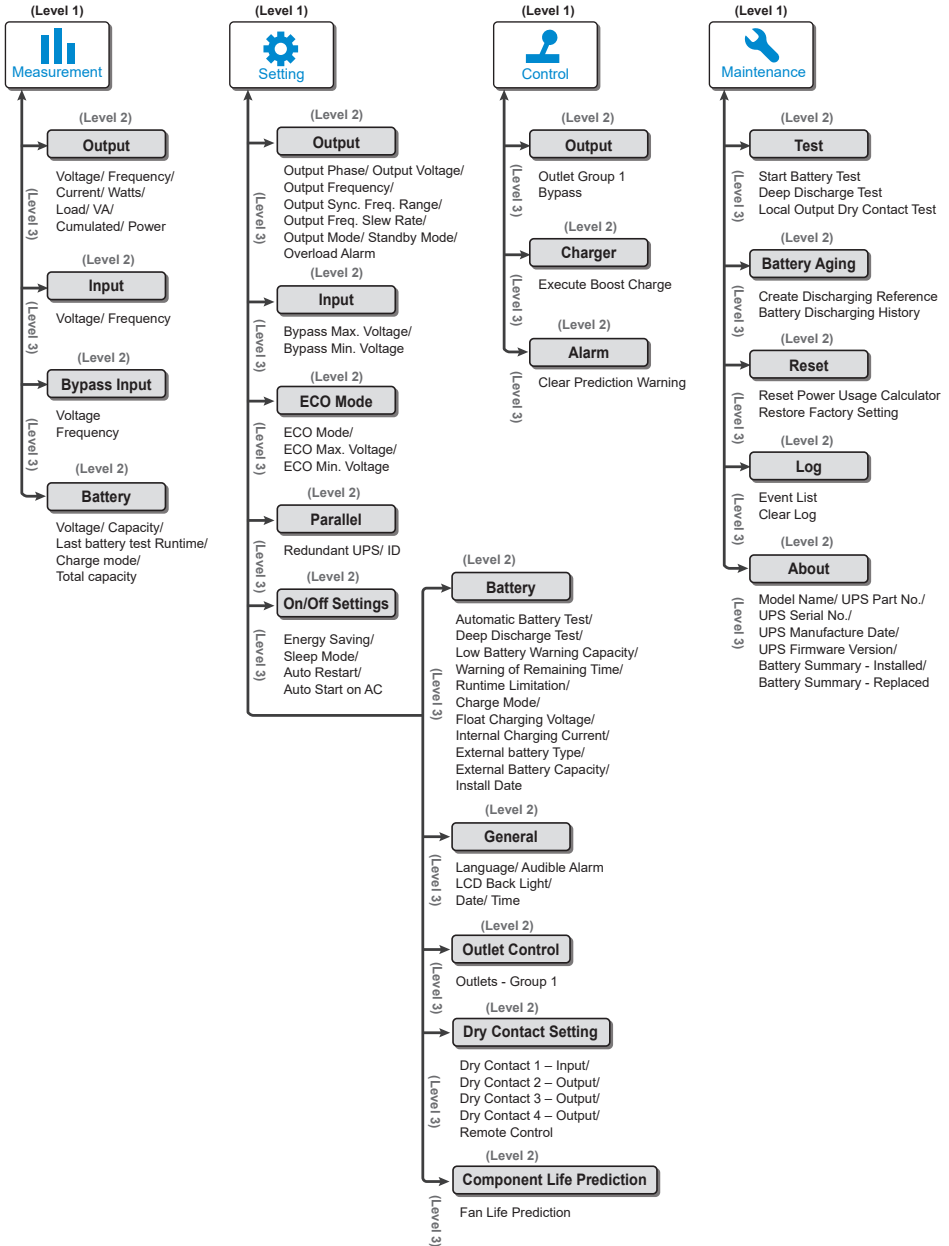 (Level 1)
Measurement
(Level 2)
Output
(Level 3)
Voltage/ Frequency/
Current/ Watts/
Load/ VA/
Cumulated/ Power
(Level 2)
Input
(Level 3)
Voltage/ Frequency
(Level 2)
Bypass Input
(Level 3)
Voltage
Frequency
(Level 2)
Battery
Voltage/ Capacity/
Last battery test Runtime/
Charge mode/
Total capacity
(Level 1)
Setting
(Level 2)
Output
(Level 3)
Output Phase/ Output Voltage/
Output Frequency/
Output Sync. Freq. Range/
Output Freq. Slew Rate/
Output Mode/ Standby Mode/
Overload Alarm
(Level 2)
Input
(Level 3)
Bypass Max. Voltage/
Bypass Min. Voltage
(Level 2)
ECO Mode
(Level 3)
ECO Mode/
ECO Max. Voltage/
ECO Min. Voltage
(Level 2)
Parallel
(Level 3)
Redundant UPS/ ID
(Level 2)
On/Off Settings
(Level 3)
Energy Saving/
Sleep Mode/
Auto Restart/
Auto Start on AC
(Level 2)
Battery
(Level 3)
Automatic Battery Test/
Deep Discharge Test/
Low Battery Warning Capacity/
Warning of Remaining Time/
Runtime Limitation/
Charge Mode/
Float Charging Voltage/
Internal Charging Current/
External battery Type/
External Battery Capacity/
Install Date
(Level 2)
General
(Level 3)
Language/ Audible Alarm
LCD Back Light/
Date/ Time
(Level 2)
Outlet Control
(Level 3)
Outlets - Group 1
(Level 2)
Dry Contact Setting
(Level 3)
Dry Contact 1 – Input/
Dry Contact 2 – Output/
Dry Contact 3 – Output/
Dry Contact 4 – Output/
Remote Control
(Level 2)
Component Life Prediction
(Level 3)
Fan Life Prediction
(Level 1)
Control
(Level 2)
Output
(Level 3)
Outlet Group 1
Bypass
(Level 2)
Charger
(Level 3)
Execute Boost Charge
(Level 2)
Alarm
(Level 3)
Clear Prediction Warning
(Level 1)
Maintenance
(Level 2)
Test
(Level 3)
Start Battery Test
Deep Discharge Test
Local Output Dry Contact Test
(Level 2)
Battery Aging
(Level 3)
Create Discharging Reference
Battery Discharging History
(Level 2)
Reset
(Level 3)
Reset Power Usage Calculator
Restore Factory Setting
(Level 2)
Log
(Level 3)
Event List
Clear Log
(Level 2)
About
(Level 3)
Model Name/ UPS Part No./
UPS Serial No./
UPS Manufacture Date/
UPS Firmware Version/
Battery Summary - Installed/
Battery Summary - Replaced